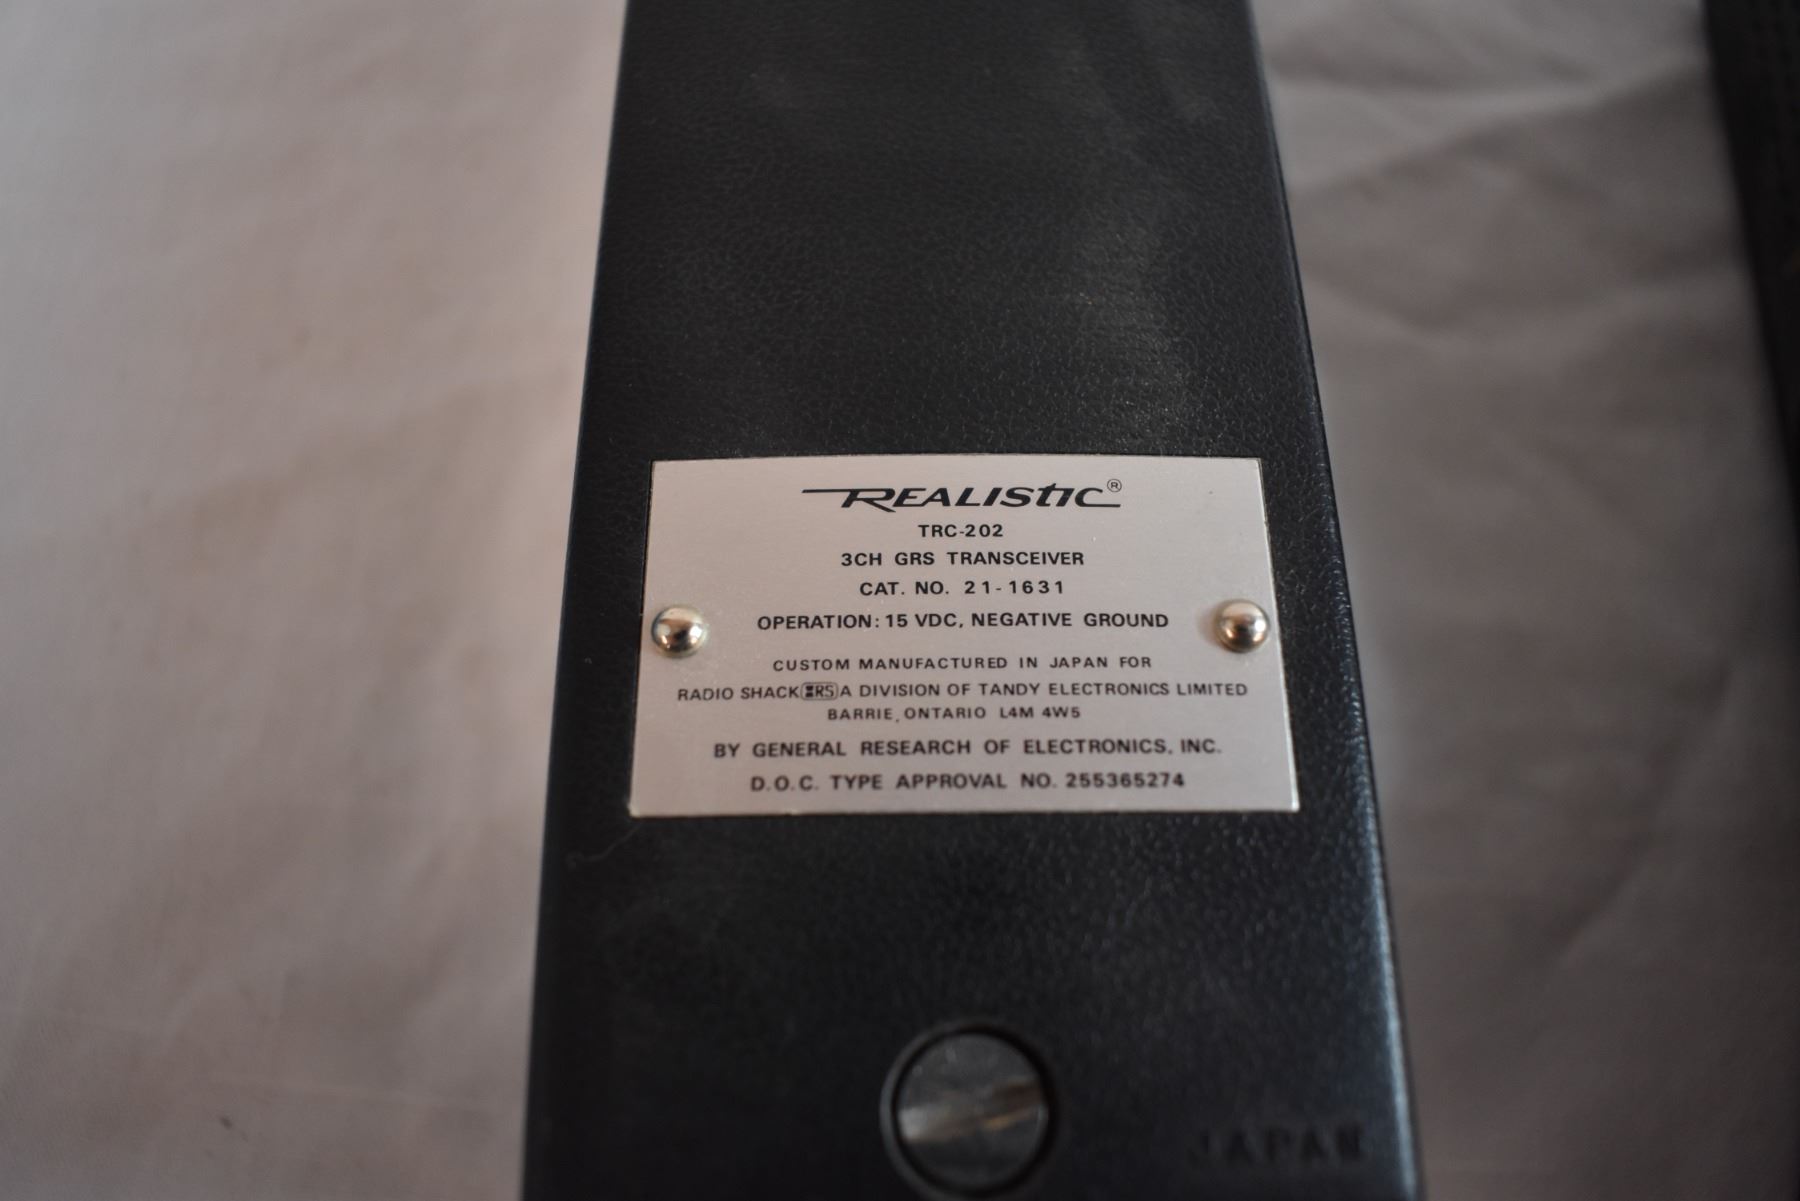 REALISTIC®
TRC-202
3CH GRS TRANSCEIVER
CAT. NO. 21-1631
OPERATION: 15 VDC, NEGATIVE GROUND
CUSTOM MANUFACTURED IN JAPAN FOR
RADIO SHACK RS A DIVISION OF TANDY ELECTRONICS LIMITED
BARRIE, ONTARIO L4M 4W5
BY GENERAL RESEARCH OF ELECTRONICS, INC.
D.O.C. TYPE APPROVAL NO. 255365274
JAPAN